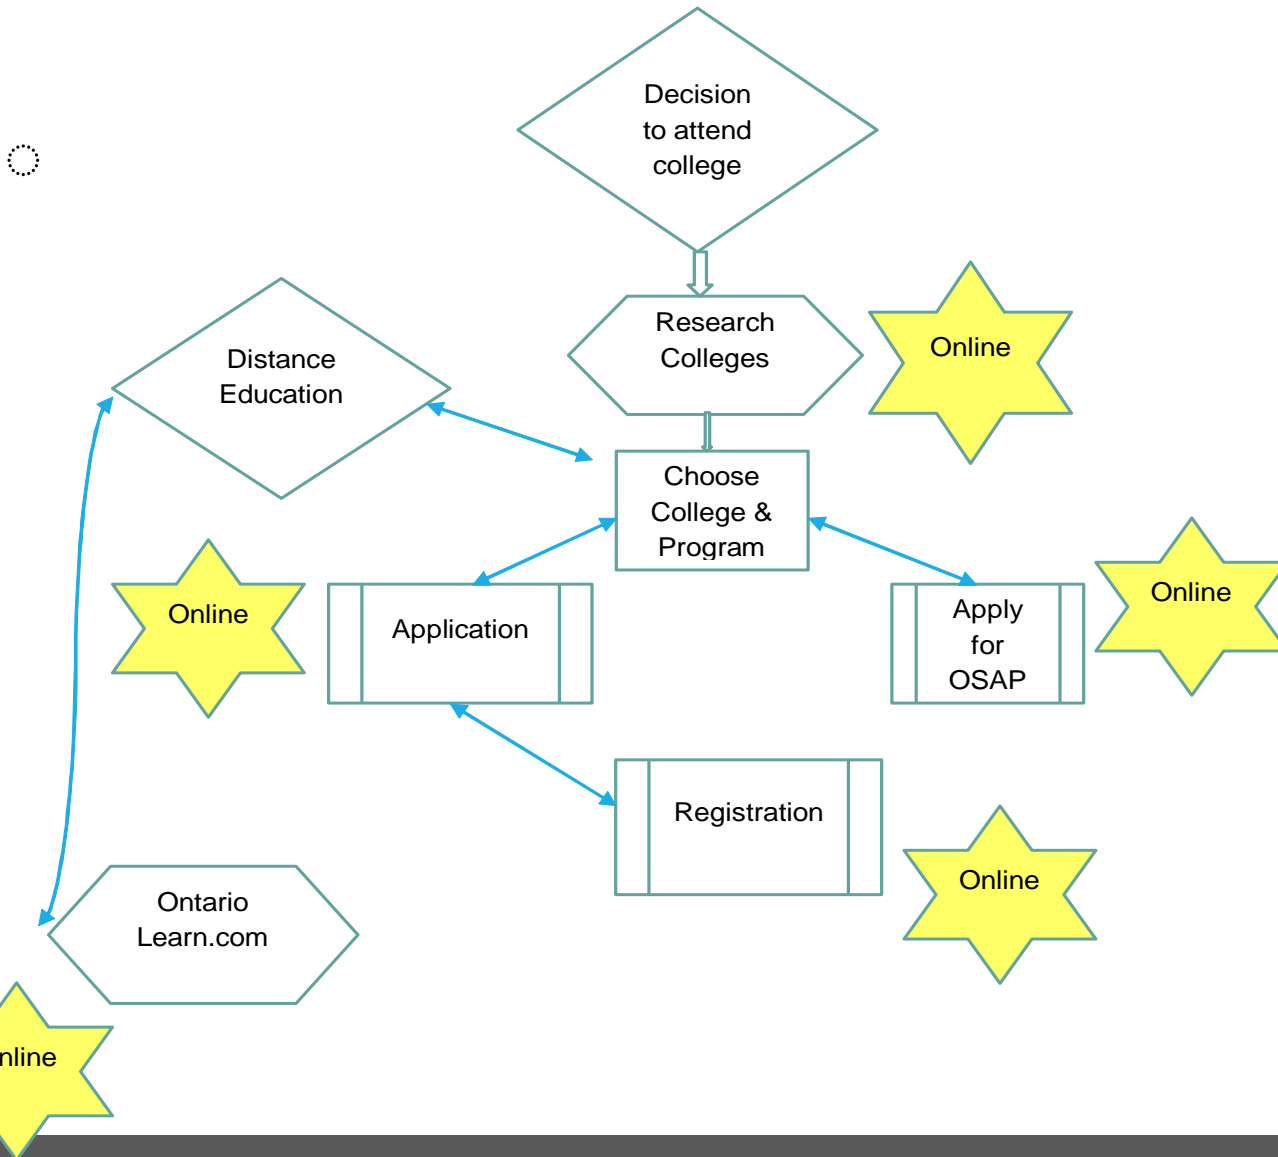 Decision
to attend
college
Research
Colleges
Online
Distance
Education
Choose
College &
Program
Online
Application
Apply
for
OSAP
Online
Registration
Online
Ontario
Learn.com
nline